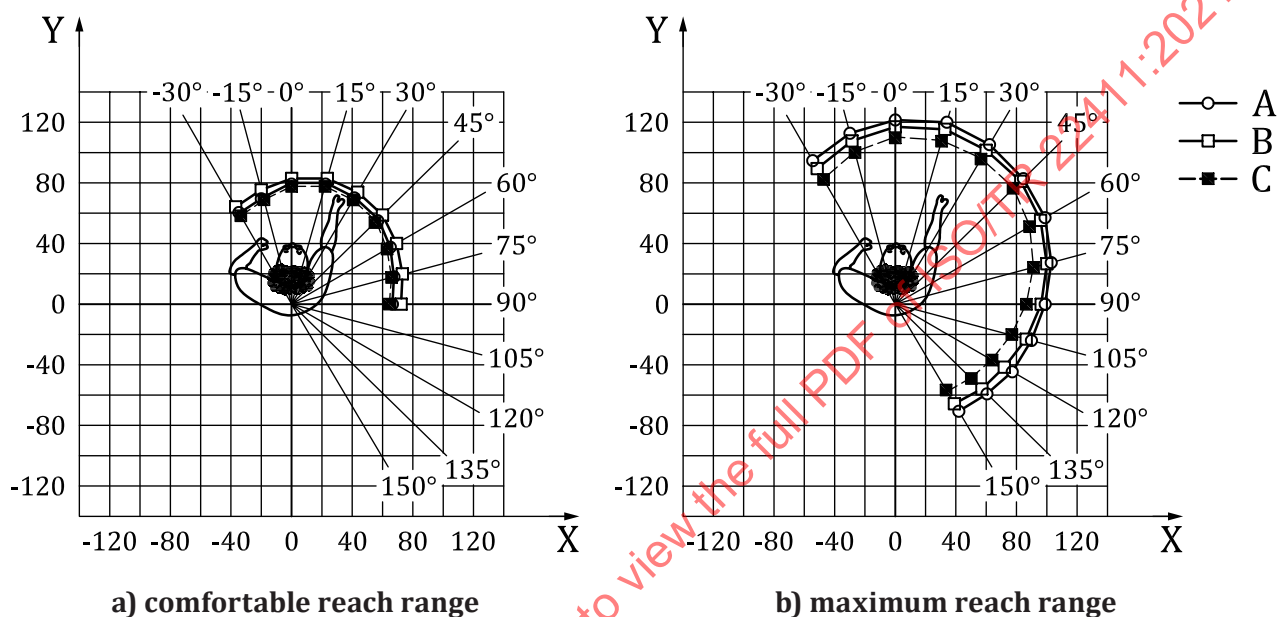 Y
-30° -15° 0° 15° 30°
45°
60°
75°
90°
105°
120°
135°
150°
120
80
40
0
-40
-80
-120
-120 -80 -40 0 40 80 120
X
a) comfortable reach range
Y
-30° -15° 0° 15° 30°
45°
60°
75°
90°
105°
120°
135°
150°
120
80
40
0
-40
-80
-120
-120 -80 -40 0 40 80 120
X
b) maximum reach range
A
B
C
to view the full PDF of ISO/TR 22411:202